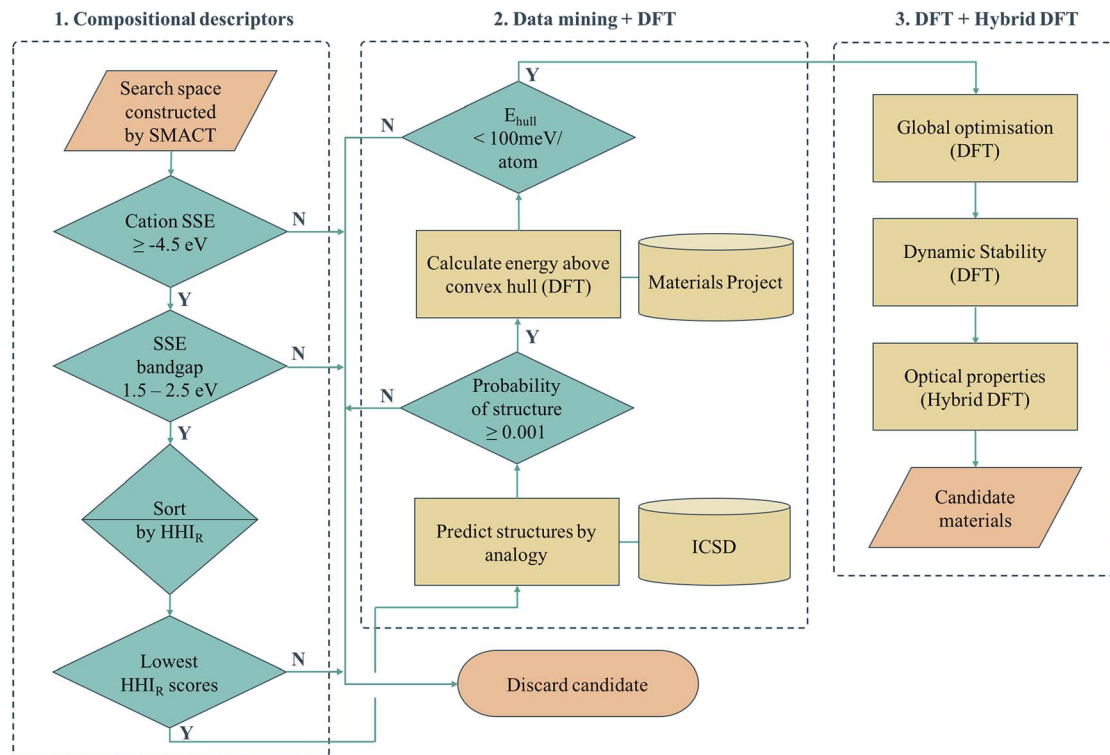 1. Compositional descriptors
Search space
constructed
by SMACT
Cation SSE
≥ -4.5 eV
N
Y
SSE
bandgap
1.5 – 2.5 eV
N
Y
Sort
by HHI_R
Lowest
HHI_R scores
N
Y
2. Data mining + DFT
Y
N
E_hull
< 100meV/
atom
Calculate energy above
convex hull (DFT)
Materials Project
Y
N
Probability
of structure
≥ 0.001
Predict structures by
analogy
ICSD
Discard candidate
3. DFT + Hybrid DFT
Global optimisation
(DFT)
Dynamic Stability
(DFT)
Optical properties
(Hybrid DFT)
Candidate
materials